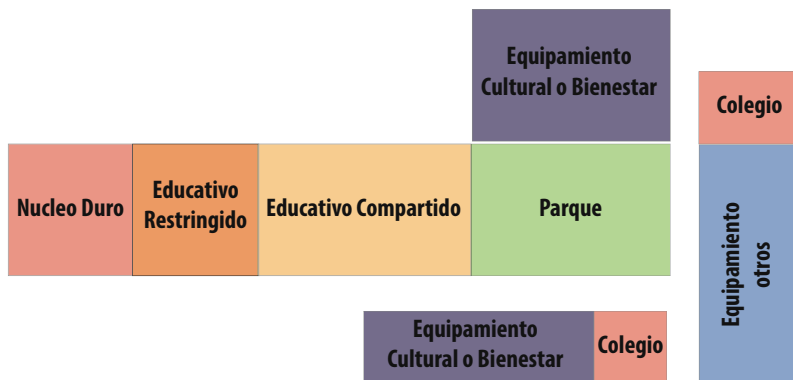 Equipamiento
Cultural o Bienestar
Colegio
Nucleo Duro
Educativo
Restringido
Educativo Compartido
Parque
Equipamiento
otros
Equipamiento
Cultural o Bienestar
Colegio